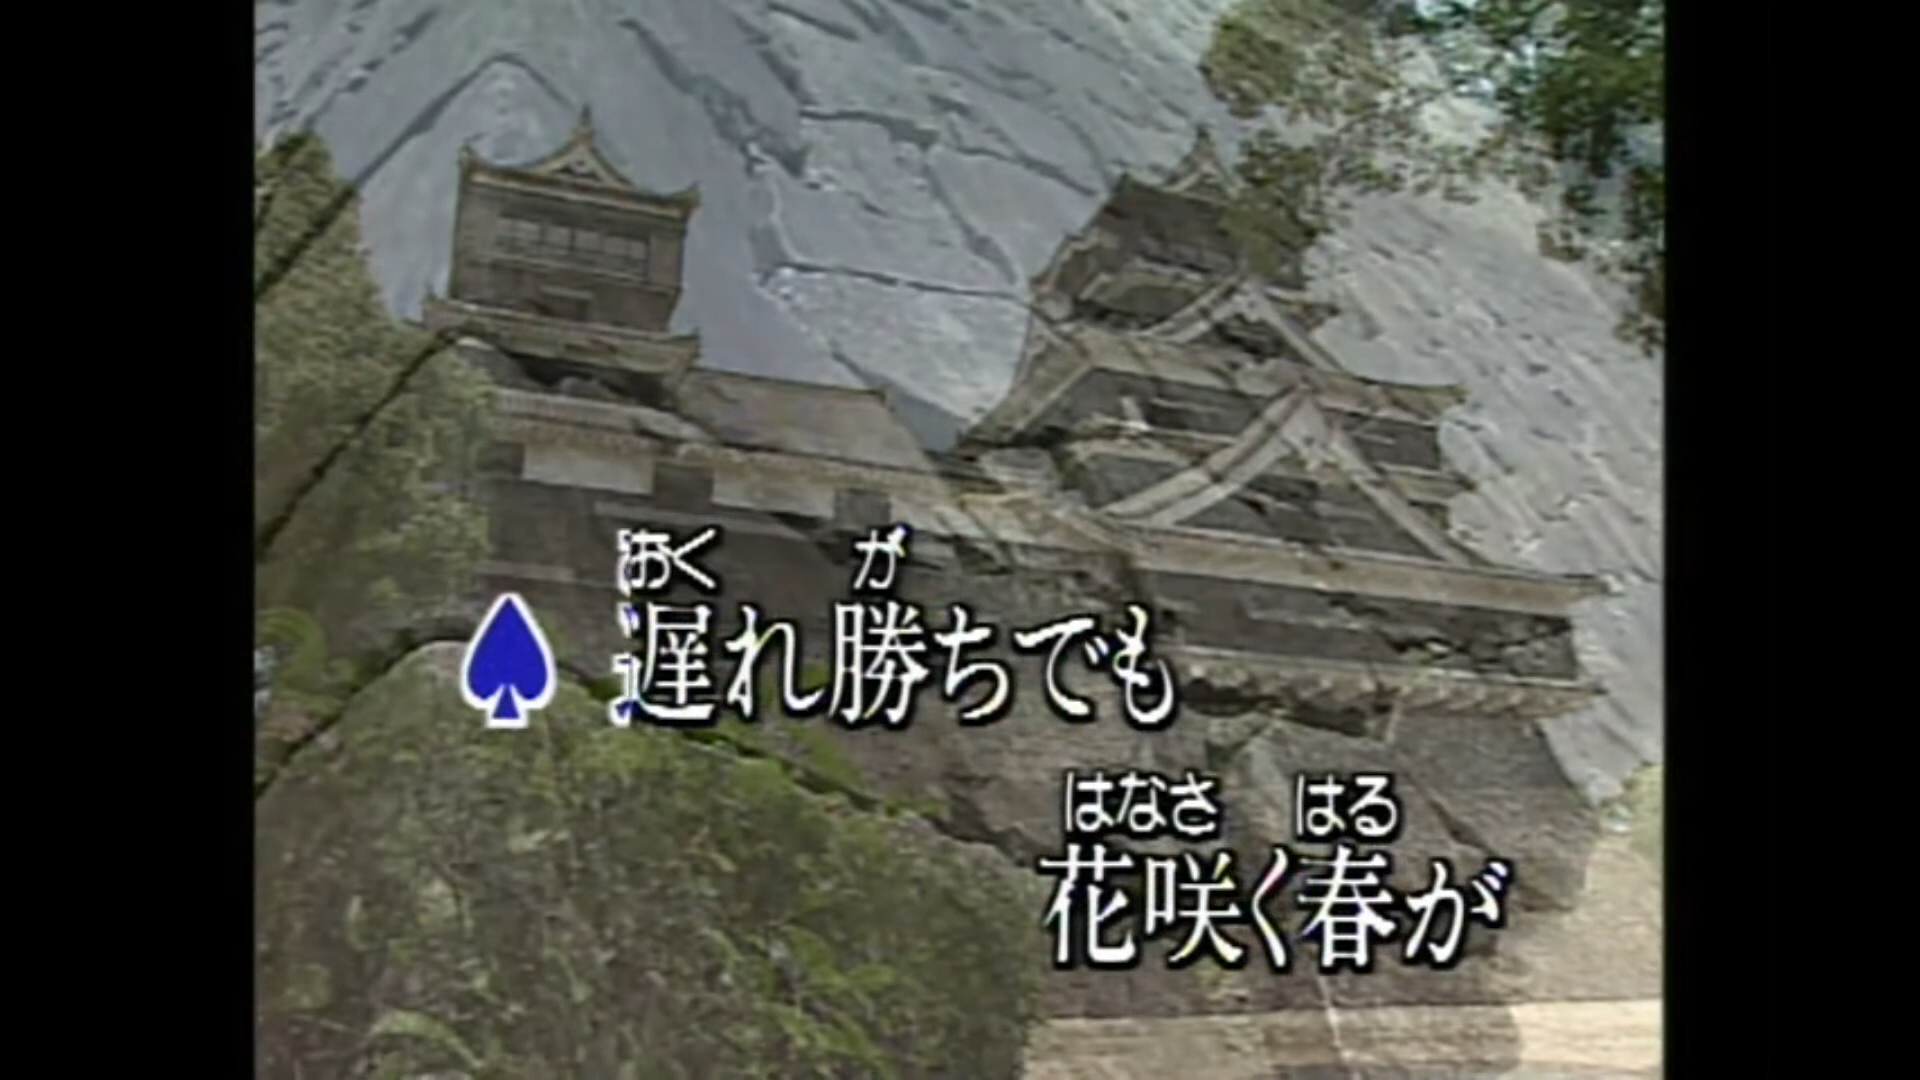 おく が
遅れ勝ちでも
はなさ はる
花咲く春が